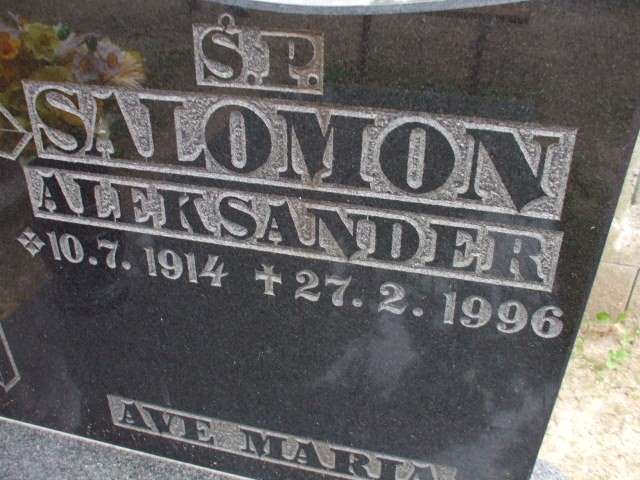 Ś.P.
SALOMON
ALEKSANDER
10.7.1914 27.2.1996
AVE MARIA